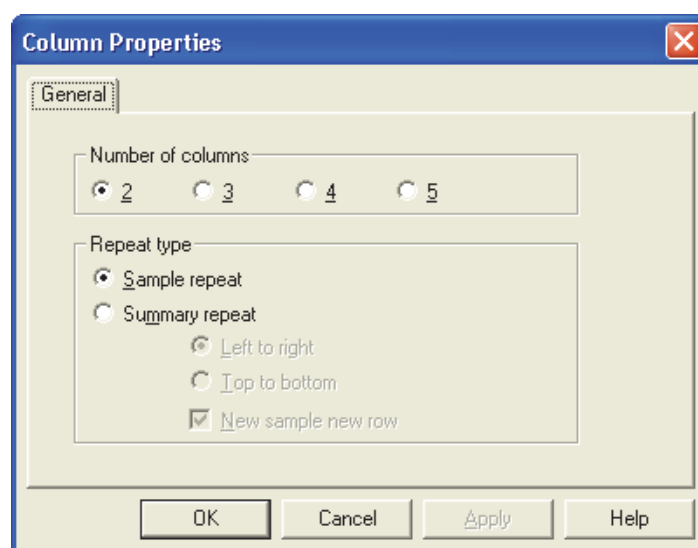 Column Properties
General
Number of columns
2 3 4 5
Repeat type
Sample repeat
Summary repeat
Left to right
Top to bottom
New sample new row
OK Cancel Apply Help